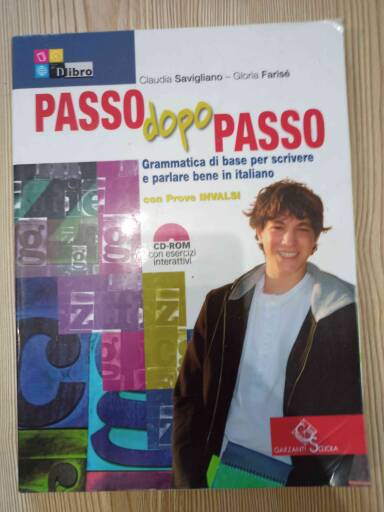 DLibro
Claudia Savigliano – Gloria Farisé
PASSO
dopo
PASSO
Grammatica di base per scrivere
e parlare bene in italiano
con Prove INVALSI
CD-ROM
con esercizi
interattivi
GARZANTI SCUOLA